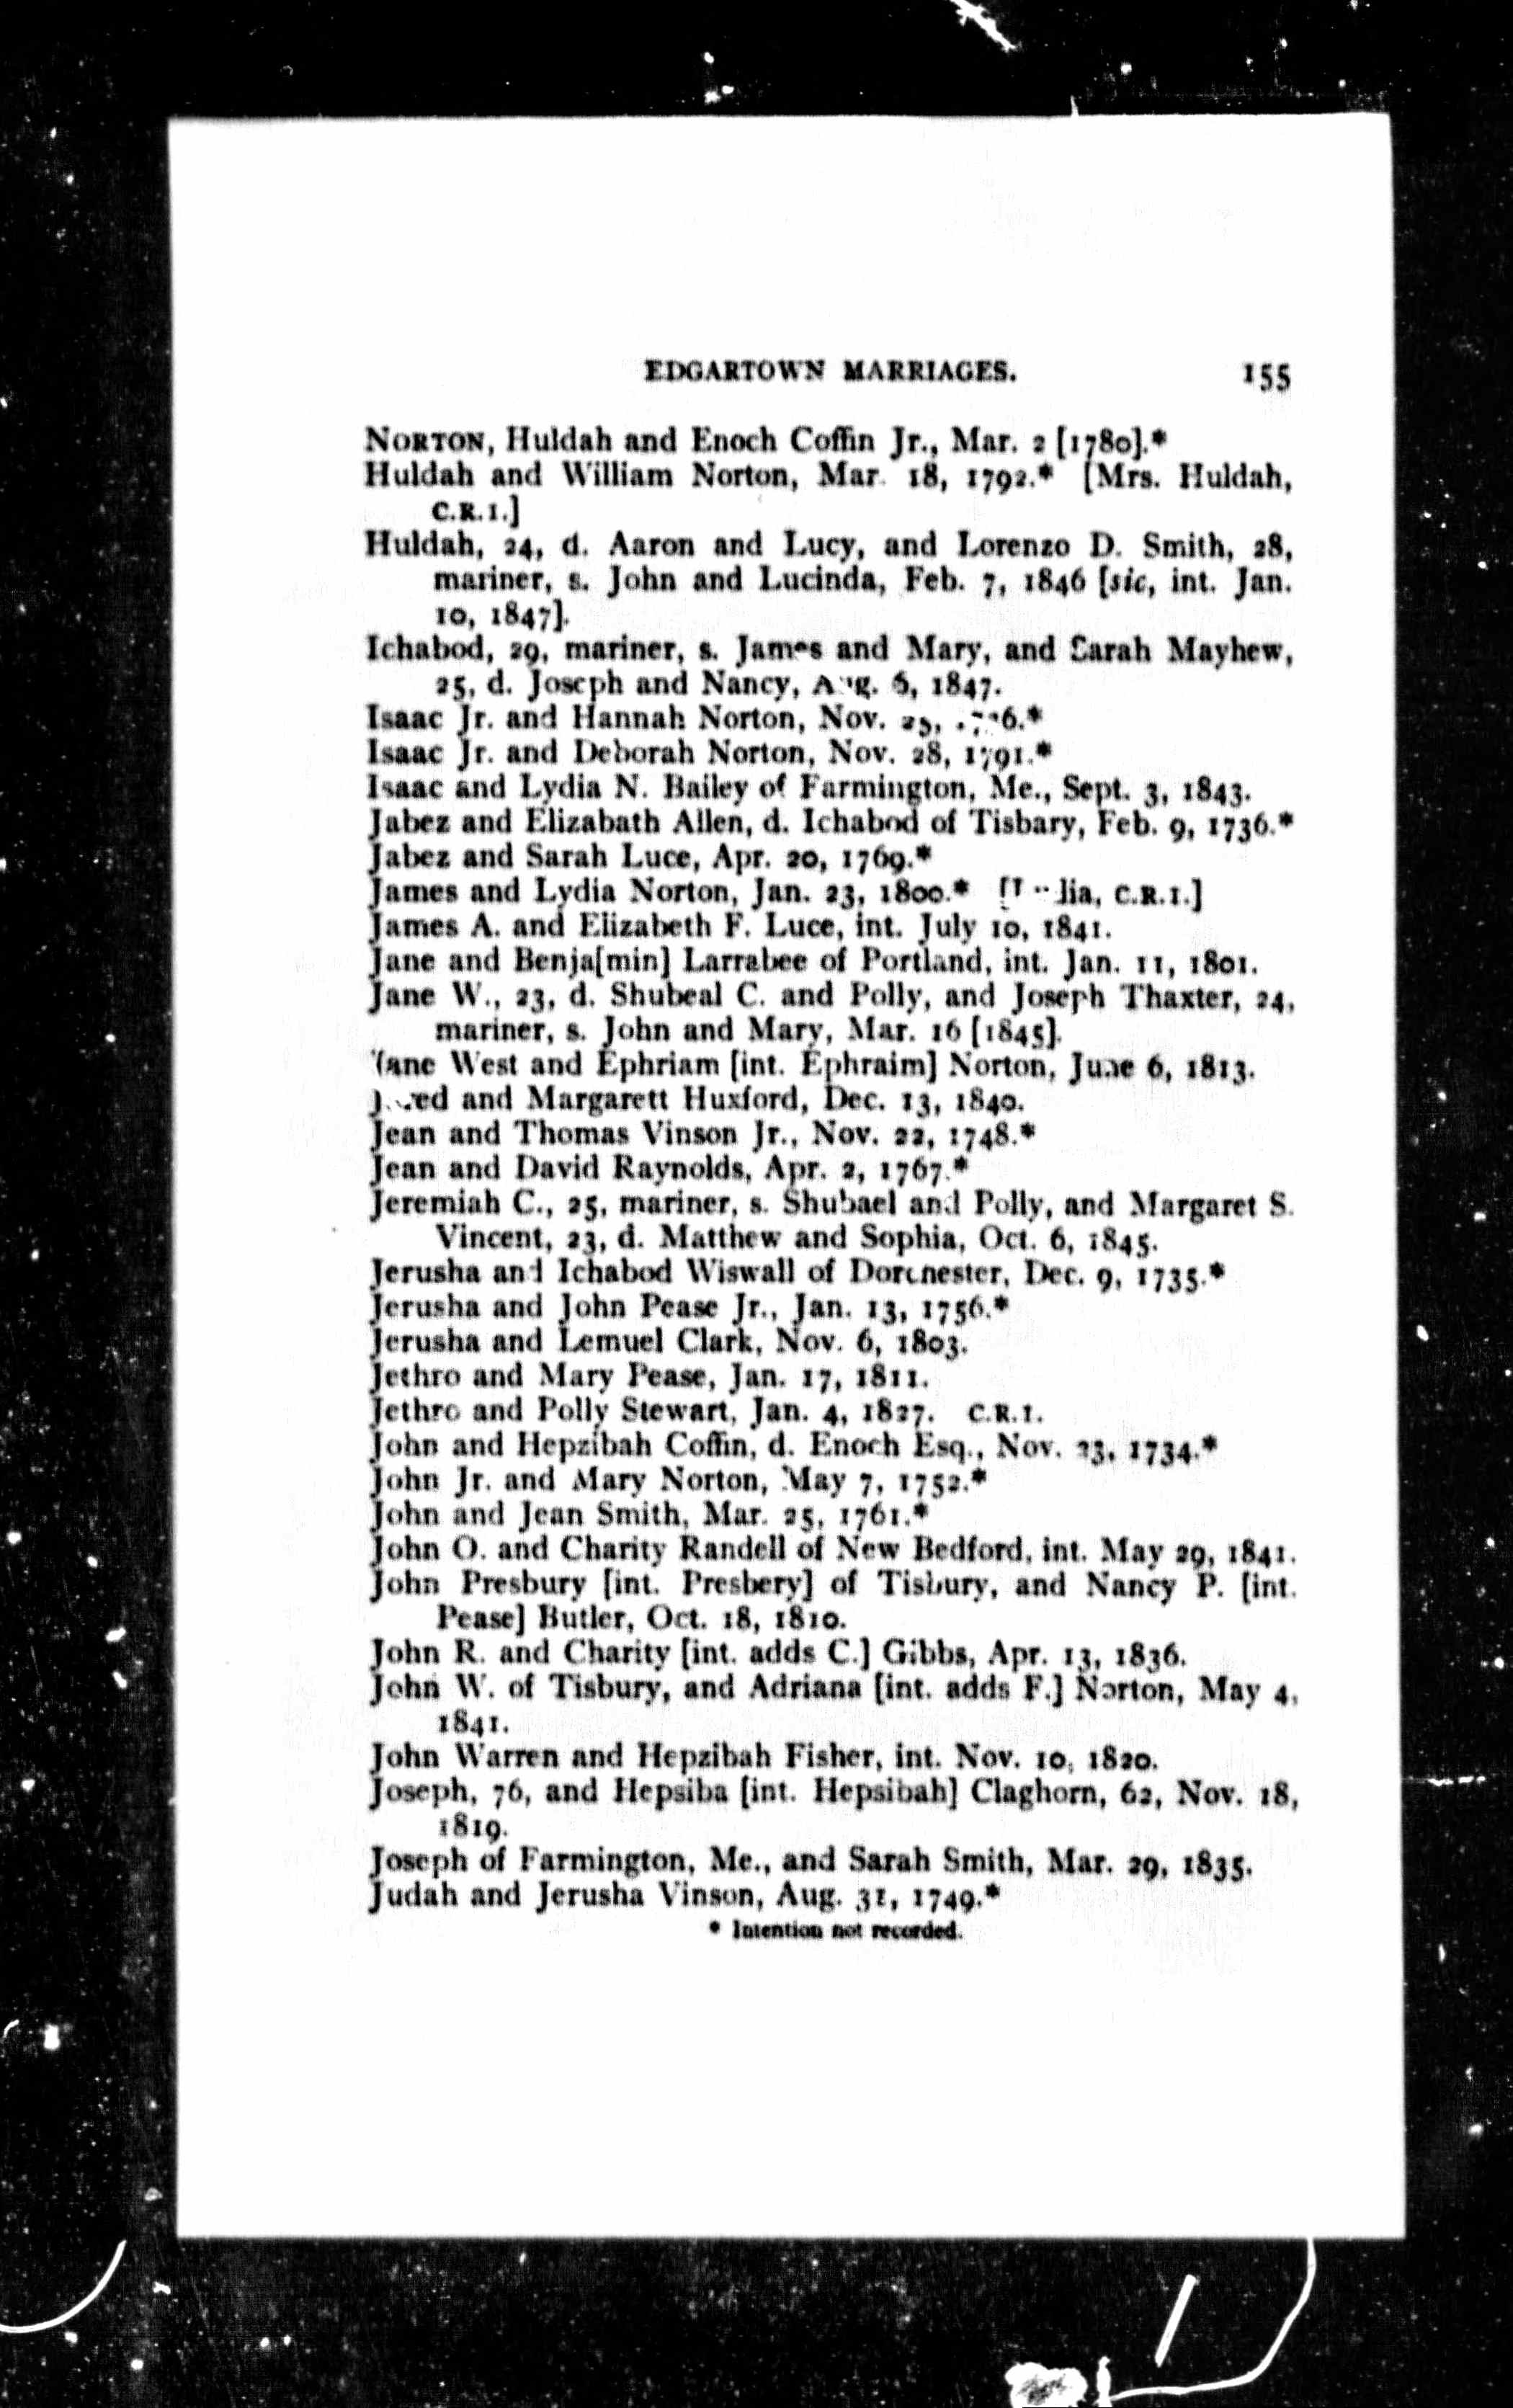 EDGARTOWN MARRIAGES. 155
NORTON, Huldah and Enoch Coffin Jr., Mar. 2 [1780].*
Huldah and William Norton, Mar. 18, 1792.* [Mrs. Huldah,
C.R.1.]
Huldah, 24, d. Aaron and Lucy, and Lorenzo D. Smith, 28,
mariner, s. John and Lucinda, Feb. 7, 1846 [sic, int. Jan.
10, 1847].
Ichabod, 29, mariner, s. James and Mary, and Sarah Mayhew,
25, d. Joseph and Nancy, Aug. 6, 1847.
Isaac Jr. and Hannah Norton, Nov.
Isaac Jr. and Deborah Norton, Nov. 28, 1791.*
Isaac and Lydia N. Bailey of Farmington, Me., Sept. 3, 1843.
Jabez and Elizabath Allen, d. Ichabod of Tisbary, Feb. 9, 1736.*
Jabez and Sarah Luce, Apr. 20, 1769.*
James and Lydia Norton, Jan. 23, 1800.* C.R.1.]
James A. and Elizabeth F. Luce, int. July 10, 1841.
Jane and Benja[min] Larrabee of Portland, int. Jan. 11, 1801.
Jane W., 23, d. Shubeal C. and Polly, and Joseph Thaxter, 24,
mariner, s. John and Mary, Mar. 16 [1845].
Jane West and Ephriam [int. Ephraim] Norton, June 6, 1813.
and Margarett Huxford, Dec. 13, 1840.
Jean and Thomas Vinson Jr., Nov. 22, 1748.*
Jean and David Raynolds, Apr. 2, 1767.*
Jeremiah C., 25, mariner, s. Shubael and Polly, and Margaret S.
Vincent, 23, d. Matthew and Sophia, Oct. 6, 1845.
Jerusha and Ichabod Wiswall of Dorchester, Dec. 9, 1735.*
Jerusha and John Pease Jr., Jan. 13, 1756.*
Jerusha and Lemuel Clark, Nov. 6, 1803.
Jethro and Mary Pease, Jan. 17, 1811.
Jethro and Polly Stewart, Jan. 4, 1827. C.R.1.
John and Hepzibah Coffin, d. Enoch Esq., Nov. 23, 1734.*
John Jr. and Mary Norton, May 7, 1752.*
John and Jean Smith, Mar. 25, 1761.*
John O. and Charity Randell of New Bedford, int. May 29, 1841.
John Presbury [int. Presbery] of Tisbury, and Nancy P. [int.
Pease] Butler, Oct. 18, 1810.
John R. and Charity [int. adds C.] Gibbs, Apr. 13, 1836.
John W. of Tisbury, and Adriana [int. adds F.] Norton, May 4,
1841.
John Warren and Hepzibah Fisher, int. Nov. 10, 1820.
Joseph, 76, and Hepsiba [int. Hepsibah] Claghorn, 62, Nov. 18,
1819.
Joseph of Farmington, Me., and Sarah Smith, Mar. 29, 1835.
Judah and Jerusha Vinson, Aug. 31, 1749.*
* Intention not recorded.